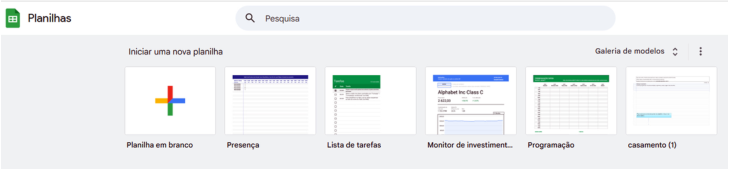 Planilhas
Pesquisa
Iniciar uma nova planilha
Galeria de modelos
Alphabet Inc Class C
Planilha em branco
Presença
Lista de tarefas
Monitor de investiment...
Programação
casamento (1)